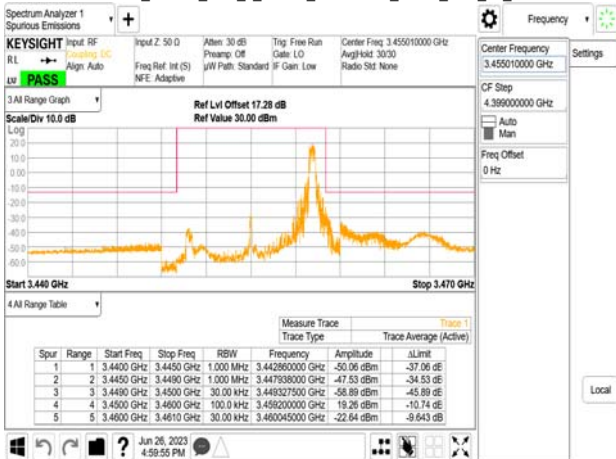 Spectrum Analyzer 1
Spurious Emissions
+
Frequency
KEYSIGHT
RL
LV PASS
Input: RF
Coupling: DC
Align: Auto
Input Z: 50 Ω
Freq Ref: Int (S)
NFE: Adaptive
Atten: 30 dB
Preamp: Off
µW Path: Standard
Trig: Free Run
Gate: LO
IF Gain: Low
Center Freq: 3.455010000 GHz
Avg|Hold: 30/30
Radio Std: None
Center Frequency
3.455010000 GHz
Settings
CF Step
4.399000000 GHz
Auto
Man
Freq Offset
0 Hz
Local
3 All Range Graph
Scale/Div 10.0 dB
Ref Lvl Offset 17.28 dB
Ref Value 30.00 dBm
Log
20.0
10.0
0.00
-10.0
-20.0
-30.0
-40.0
-50.0
-60.0
Start 3.440 GHz
Stop 3.470 GHz
4 All Range Table
Measure Trace Trace 1
Trace Type Trace Average (Active)
Spur Range Start Freq Stop Freq RBW Frequency Amplitude ΔLimit
1 1 3.4400 GHz 3.4450 GHz 1.000 MHz 3.442860000 GHz -50.06 dBm -37.06 dB
2 2 3.4450 GHz 3.4490 GHz 1.000 MHz 3.447938000 GHz -47.53 dBm -34.53 dB
3 3 3.4490 GHz 3.4500 GHz 30.00 kHz 3.449327500 GHz -58.89 dBm -45.89 dB
4 4 3.4500 GHz 3.4600 GHz 100.0 kHz 3.459200000 GHz 19.26 dBm -10.74 dB
5 5 3.4600 GHz 3.4610 GHz 30.00 kHz 3.460045000 GHz -22.64 dBm -9.643 dB
?
Jun 26, 2023
4:59:55 PM